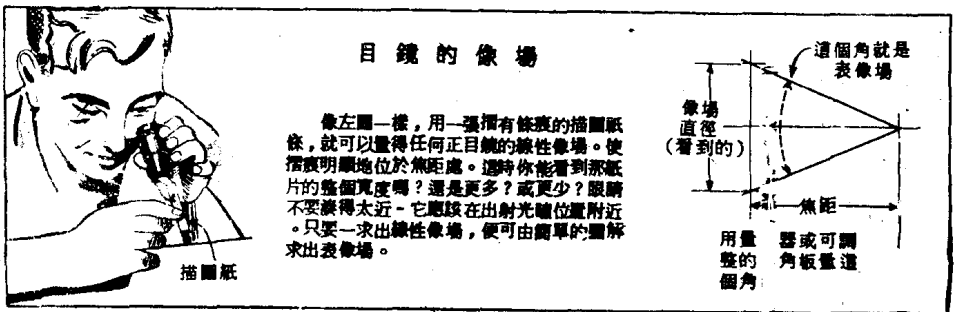 目鏡的像場
像左圖一樣，用一張摺有條痕的描圖紙
條，就可以量得任何正目鏡的線性像場。使
摺痕明顯地位於焦距處。這時你能看到那紙
片的整個寬度嗎？還是更多？或更少？眼睛
不要湊得太近－它應該在出射光瞳位置附近
。只要一求出線性像場，便可由簡單的圖解
求出表像場。
描圖紙
這個角就是
表像場
像場
直徑
(看到的)
焦距
用量 器或可調
整的 角板量這
個角